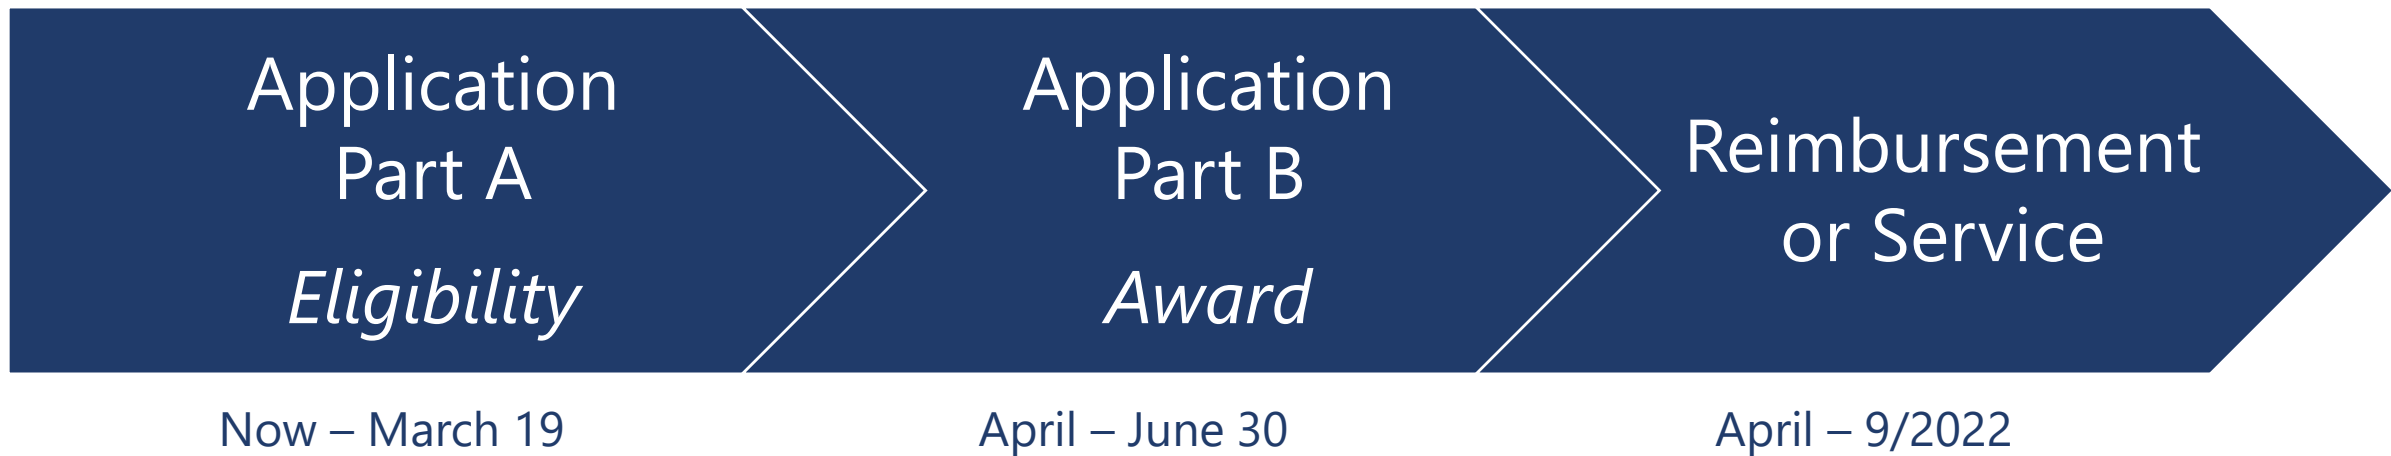 Application
Part A
Eligibility
Application
Part B
Award
Reimbursement
or Service
Now – March 19
April – June 30
April – 9/2022